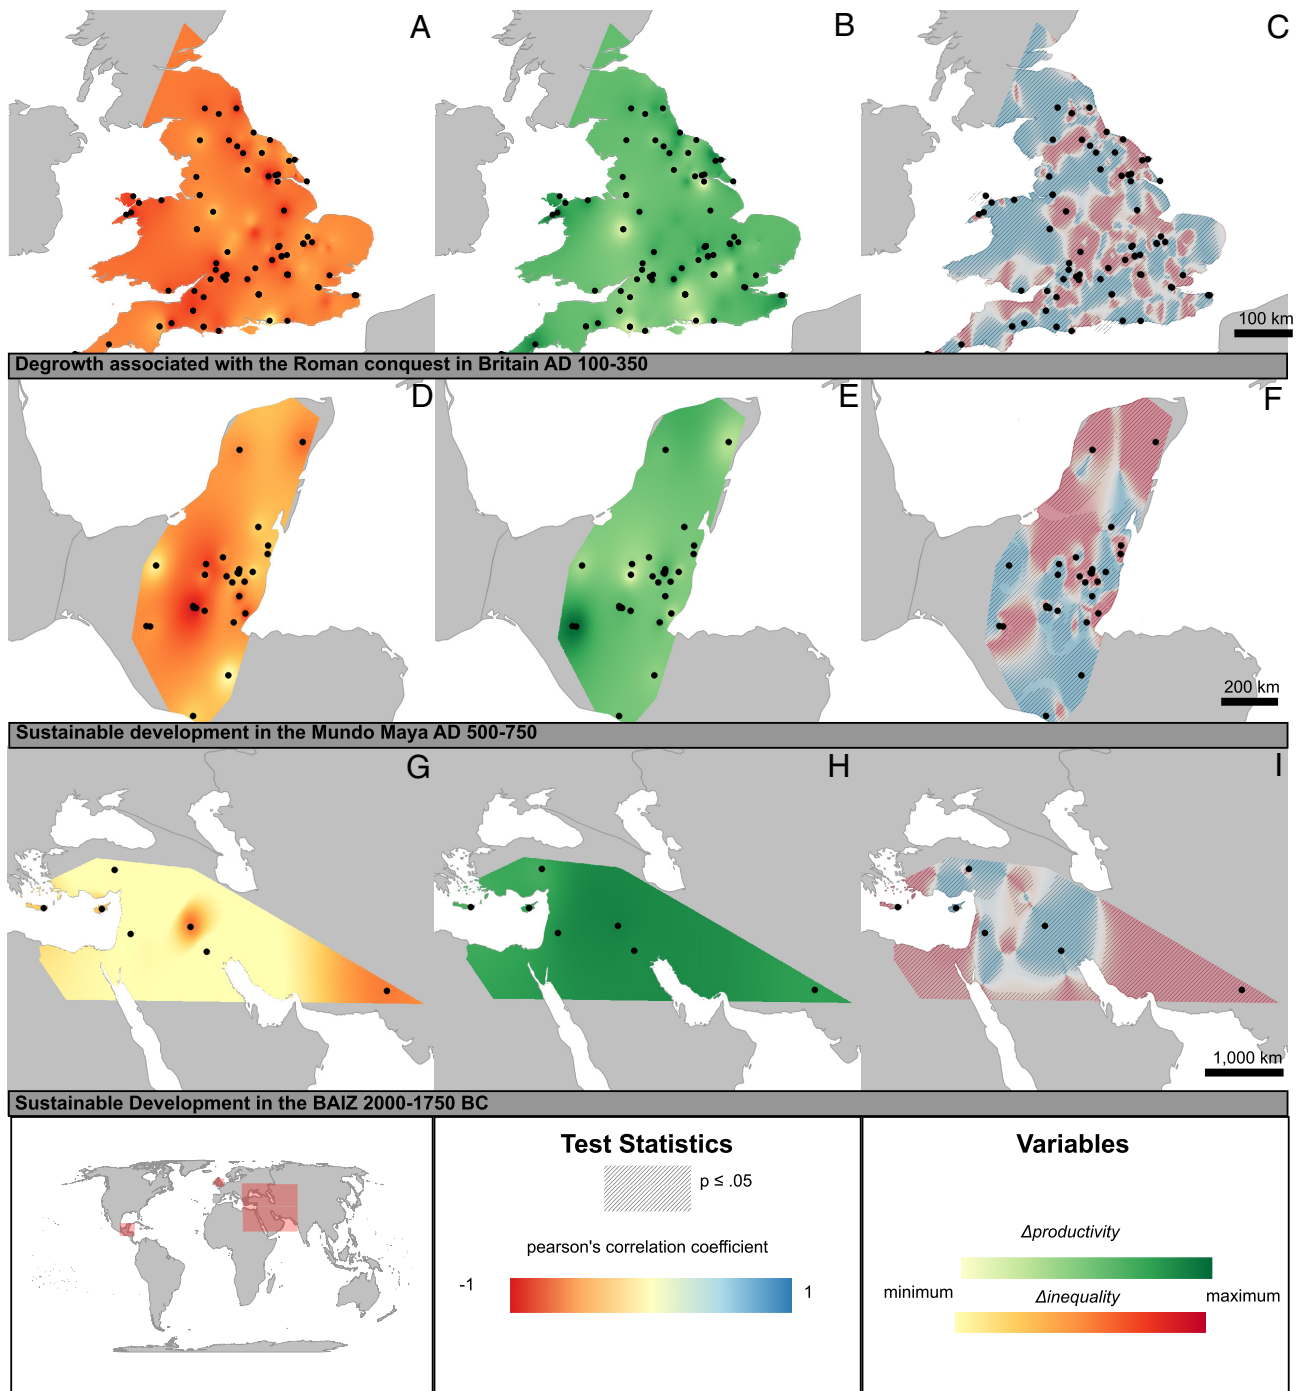 A
B
C
100 km
Degrowth associated with the Roman conquest in Britain AD 100-350
D
E
F
200 km
Sustainable development in the Mundo Maya AD 500-750
G
H
I
1,000 km
Sustainable Development in the BAIZ 2000-1750 BC
Test Statistics
p ≤ .05
pearson's correlation coefficient
-1
1
Variables
Δproductivity
minimum
maximum
Δinequality